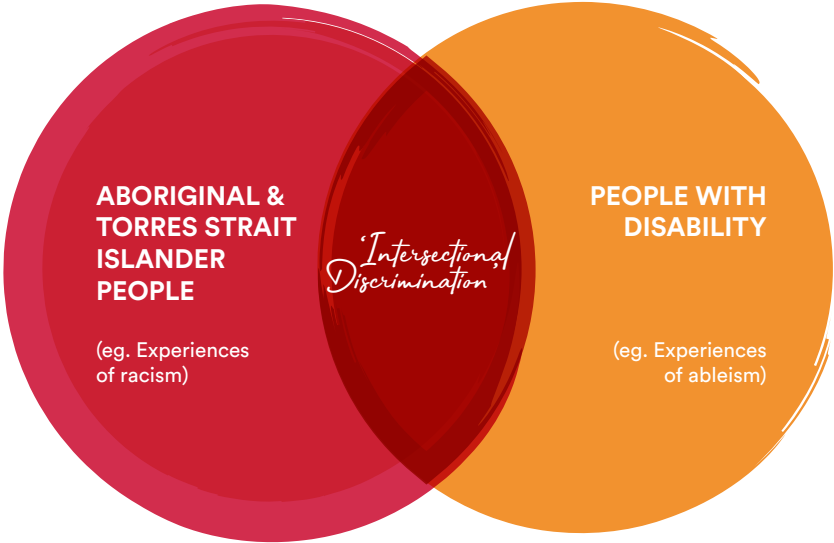 ABORIGINAL &
TORRES STRAIT
ISLANDER
PEOPLE
(eg. Experiences
of racism)
‘Intersectional
Discrimination’
PEOPLE WITH
DISABILITY
(eg. Experiences
of ableism)